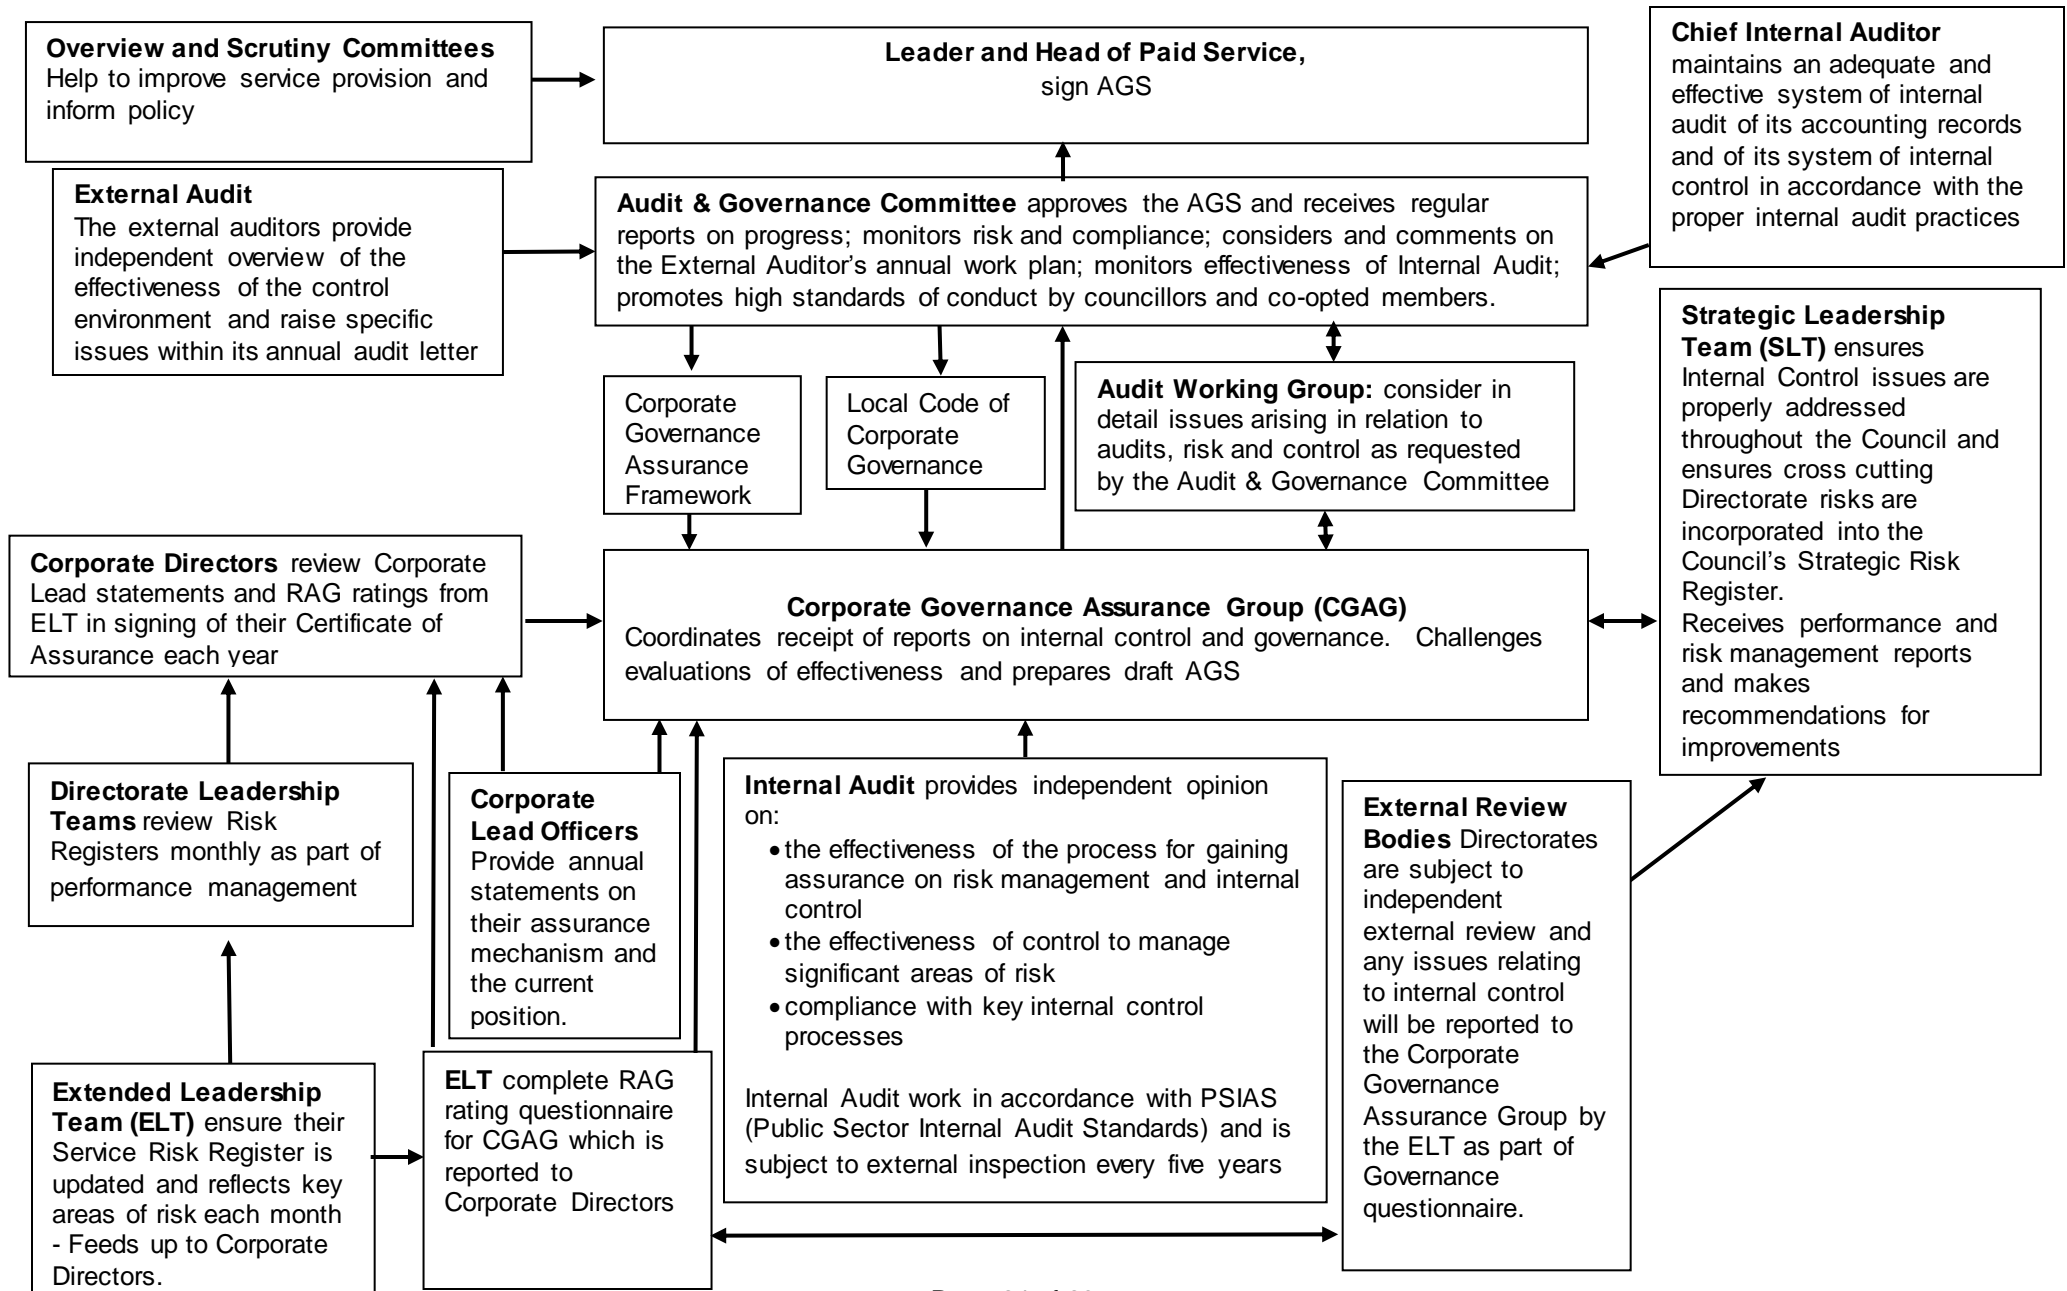 Overview and Scrutiny Committees
Help to improve service provision and
inform policy
Leader and Head of Paid Service,
sign AGS
Chief Internal Auditor
maintains an adequate and
effective system of internal
audit of its accounting records
and of its system of internal
control in accordance with the
proper internal audit practices
External Audit
The external auditors provide
independent overview of the
effectiveness of the control
environment and raise specific
issues within its annual audit letter
Audit & Governance Committee approves the AGS and receives regular
reports on progress; monitors risk and compliance; considers and comments on
the External Auditor's annual work plan; monitors effectiveness of Internal Audit;
promotes high standards of conduct by councillors and co-opted members.
Strategic Leadership
Team (SLT) ensures
Internal Control issues are
properly addressed
throughout the Council and
ensures cross cutting
Directorate risks are
incorporated into the
Council's Strategic Risk
Register.
Receives performance and
risk management reports
and makes
recommendations for
improvements
Corporate
Governance
Assurance
Framework
Local Code of
Corporate
Governance
Audit Working Group: consider in
detail issues arising in relation to
audits, risk and control as requested
by the Audit & Governance Committee
Corporate Directors review Corporate
Lead statements and RAG ratings from
ELT in signing of their Certificate of
Assurance each year
Corporate Governance Assurance Group (CGAG)
Coordinates receipt of reports on internal control and governance. Challenges
evaluations of effectiveness and prepares draft AGS
Directorate Leadership
Teams review Risk
Registers monthly as part of
performance management
Corporate
Lead Officers
Provide annual
statements on
their assurance
mechanism and
the current
position.
Internal Audit provides independent opinion
on:
• the effectiveness of the process for gaining
assurance on risk management and internal
control
• the effectiveness of control to manage
significant areas of risk
• compliance with key internal control
processes
Internal Audit work in accordance with PSIAS
(Public Sector Internal Audit Standards) and is
subject to external inspection every five years
External Review
Bodies Directorates
are subject to
independent
external review and
any issues relating
to internal control
will be reported to
the Corporate
Governance
Assurance Group by
the ELT as part of
Governance
questionnaire.
Extended Leadership
Team (ELT) ensure their
Service Risk Register is
updated and reflects key
areas of risk each month
- Feeds up to Corporate
Directors.
ELT complete RAG
rating questionnaire
for CGAG which is
reported to
Corporate Directors